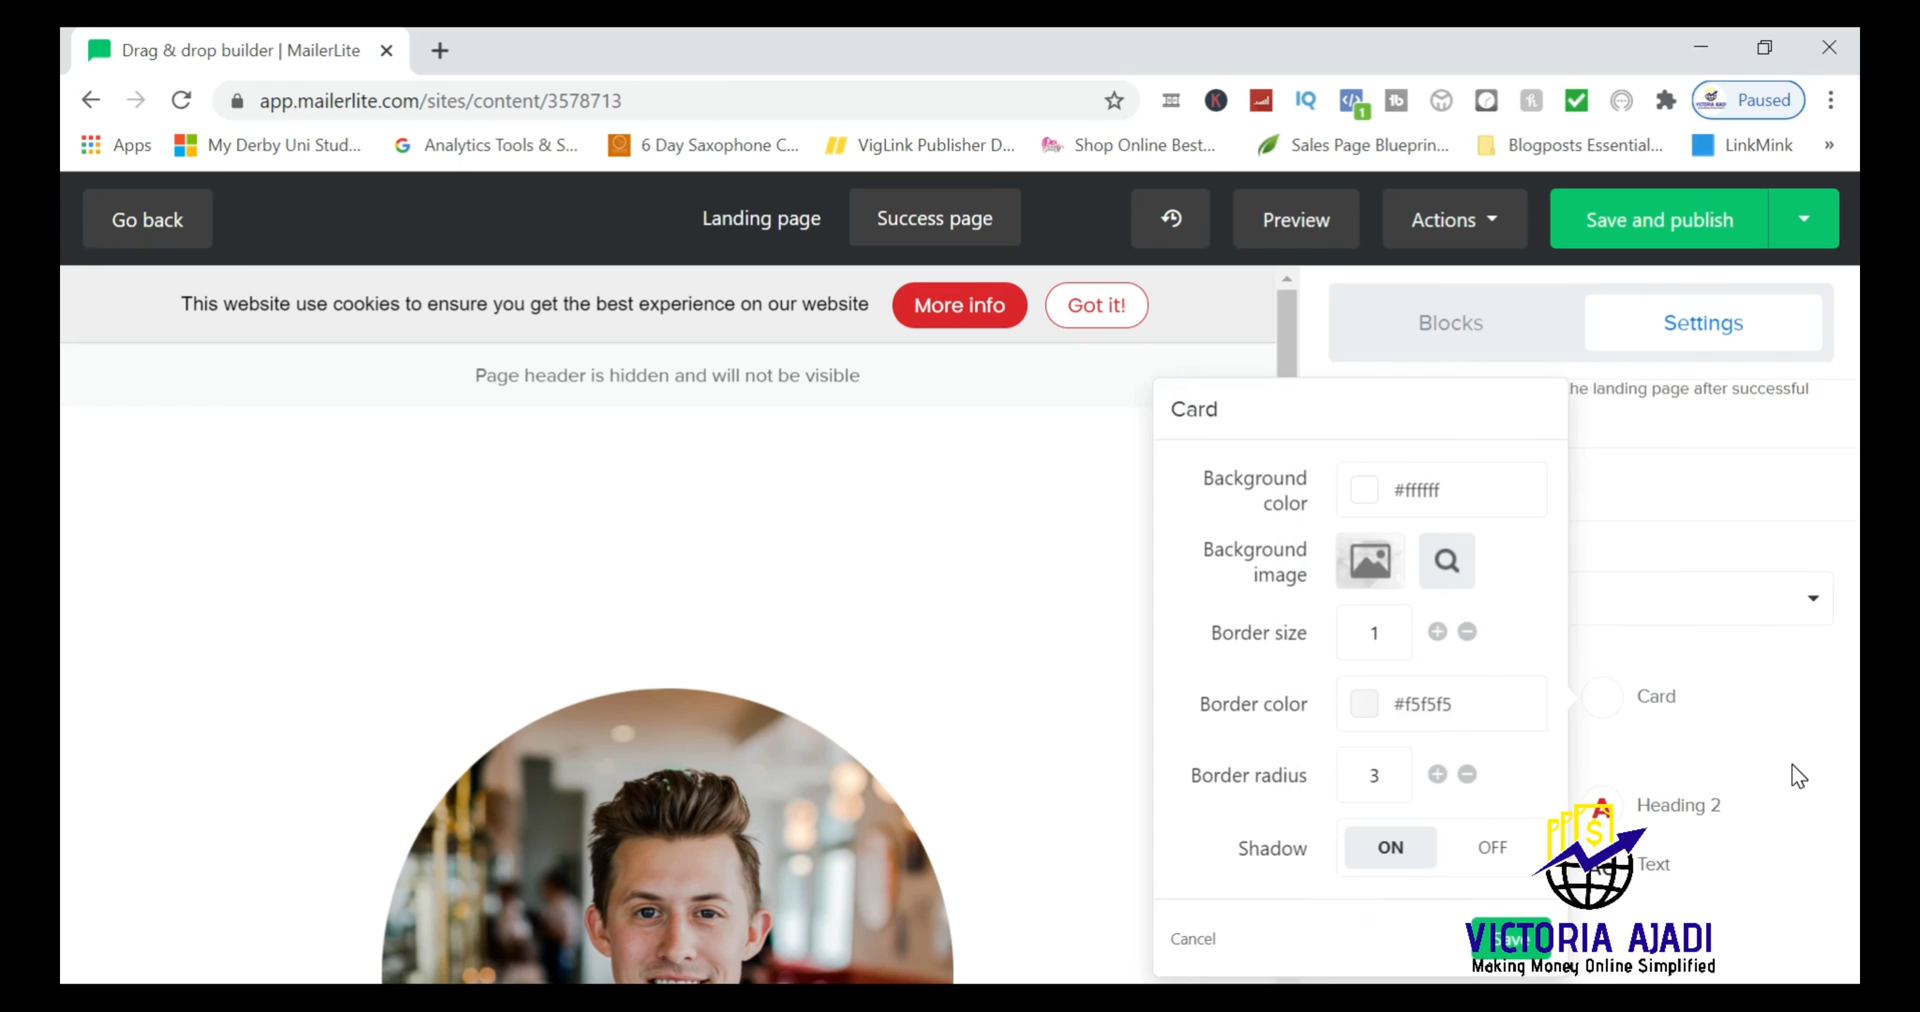 Drag & drop builder | MailerLite
app.mailerlite.com/sites/content/3578713
IQ
1
tb
Paused
Apps
My Derby Uni Stud...
Analytics Tools & S...
6 Day Saxophone C...
VigLink Publisher D...
Shop Online Best...
Sales Page Blueprin...
Blogposts Essential...
LinkMink
»
Go back
Landing page
Success page
Preview
Actions
Save and publish
This website use cookies to ensure you get the best experience on our website
More info
Got it!
Blocks
Settings
Page header is hidden and will not be visible
he landing page after successful
Card
Background color
#ffffff
Background image
Border size
1
Border color
#f5f5f5
Card
Border radius
3
Heading 2
Shadow
ON
OFF
Text
Cancel
VICTORIA AJADI
Making Money Online Simplified